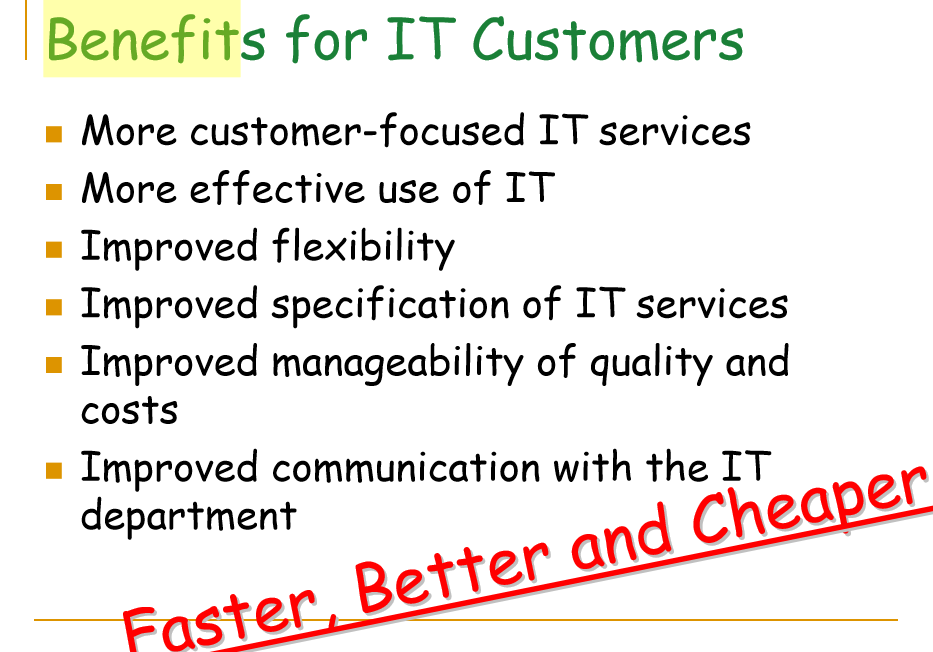 Benefits for IT Customers
More customer-focused IT services
More effective use of IT
Improved flexibility
Improved specification of IT services
Improved manageability of quality and
costs
Improved communication with the IT
department
Faster, Better and Cheaper